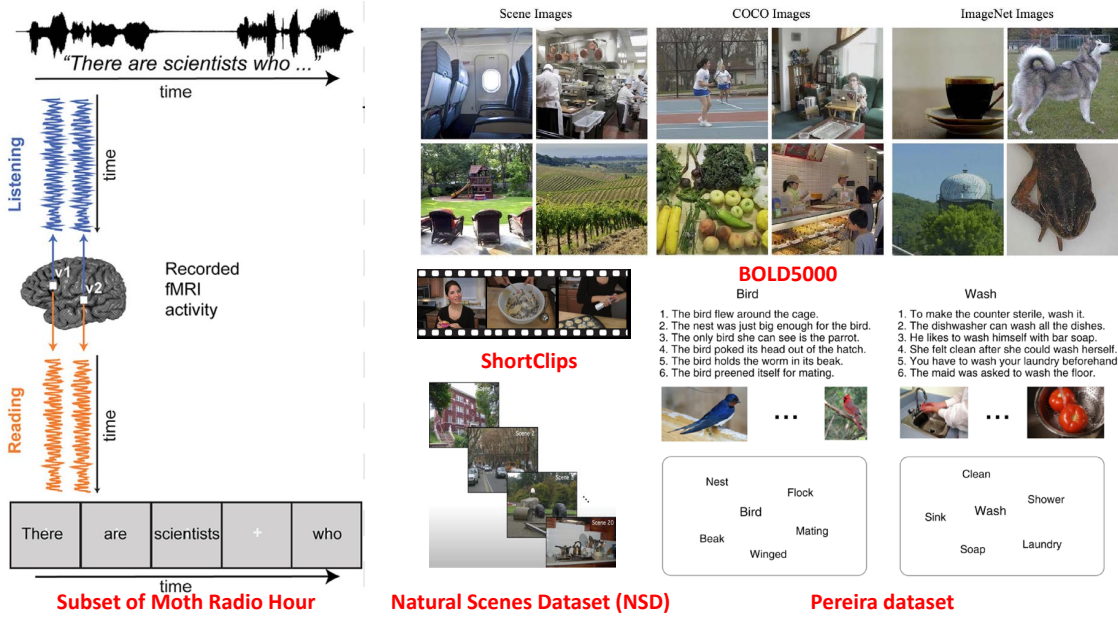 "There are scientists who ..."
time
Listening
time
v1
v2
Recorded
fMRI
activity
Reading
time
There
are
scientists
+
who
time
Subset of Moth Radio Hour
Scene Images
COCO Images
ImageNet Images
BOLD5000
ShortClips
Scene 1
Scene 2
Scene 3
Scene 20
Natural Scenes Dataset (NSD)
Bird
1. The bird flew around the cage.
2. The nest was just big enough for the bird.
3. The only bird she can see is the parrot.
4. The bird poked its head out of the hatch.
5. The bird holds the worm in its beak.
6. The bird preened itself for mating.
...
Nest
Flock
Bird
Mating
Beak
Winged
Wash
1. To make the counter sterile, wash it.
2. The dishwasher can wash all the dishes.
3. He likes to wash himself with bar soap.
4. She felt clean after she could wash herself.
5. You have to wash your laundry beforehand
6. The maid was asked to wash the floor.
...
Clean
Shower
Wash
Sink
Laundry
Soap
Pereira dataset